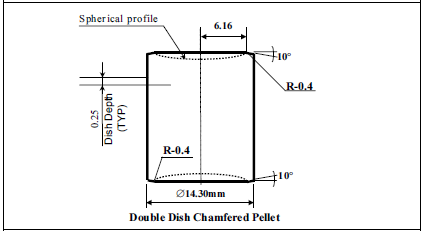 Spherical profile
6.16
10°
R-0.4
0.25
Dish Depth
(TYP)
R-0.4
10°
∅14.30mm
Double Dish Chamfered Pellet